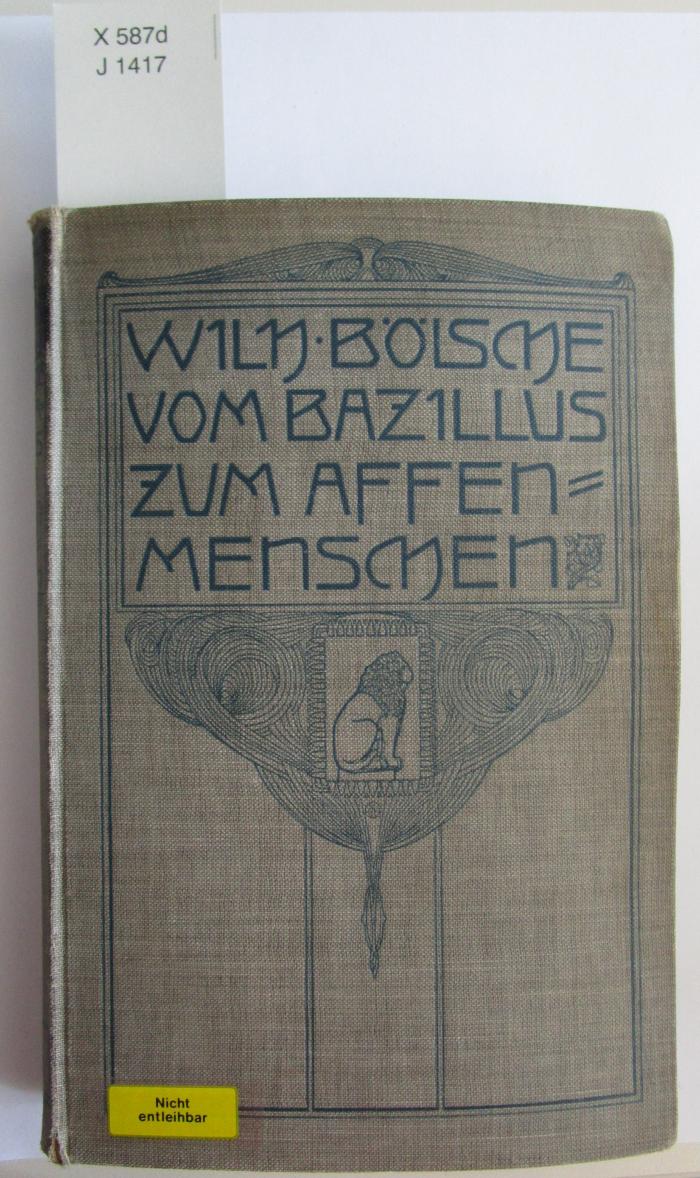 X 587d
J 1417
WILH · BÖLSCHE
VOM BAZILLUS
ZUM AFFEN=
MENSCHEN
Nicht
entleihbar